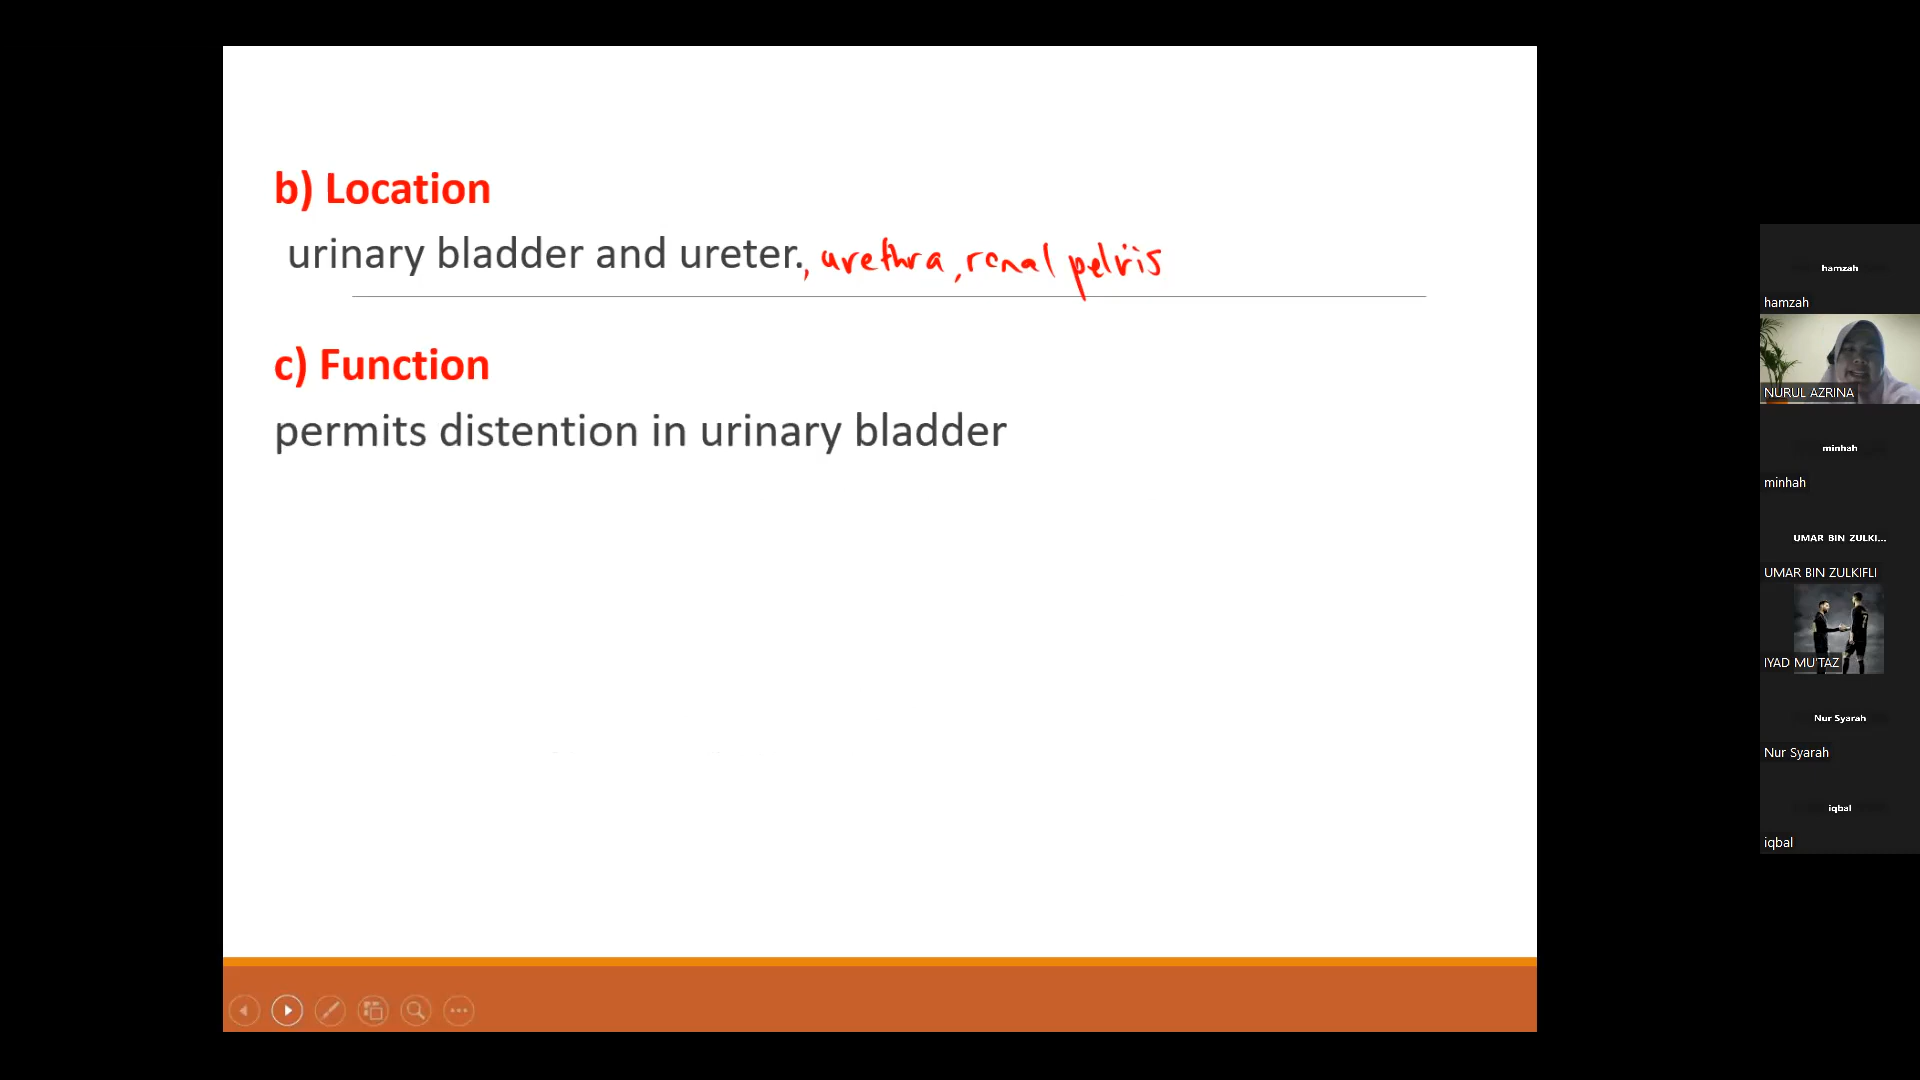 b) Location
urinary bladder and ureter., urethra, renal pelvis
c) Function
permits distention in urinary bladder
hamzah
hamzah
NURUL AZRINA
minhah
minhah
UMAR BIN ZULKI...
UMAR BIN ZULKIFLI
7
IYAD MU'TAZ
Nur Syarah
Nur Syarah
iqbal
iqbal